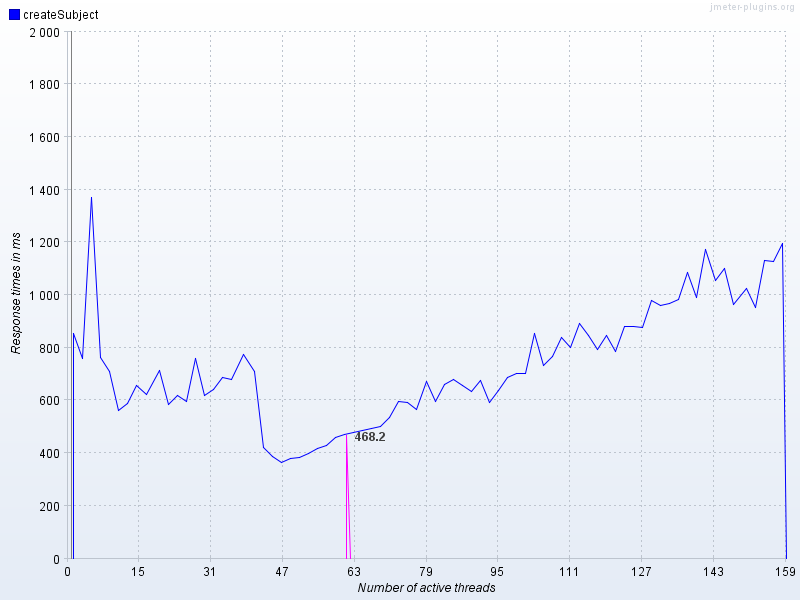 jmeter-plugins.org
createSubject
2 000
1 800
1 600
1 400
1 200
1 000
800
600
400
200
0
Response times in ms
468.2
0 15 31 47 63 79 95 111 127 143 159
Number of active threads